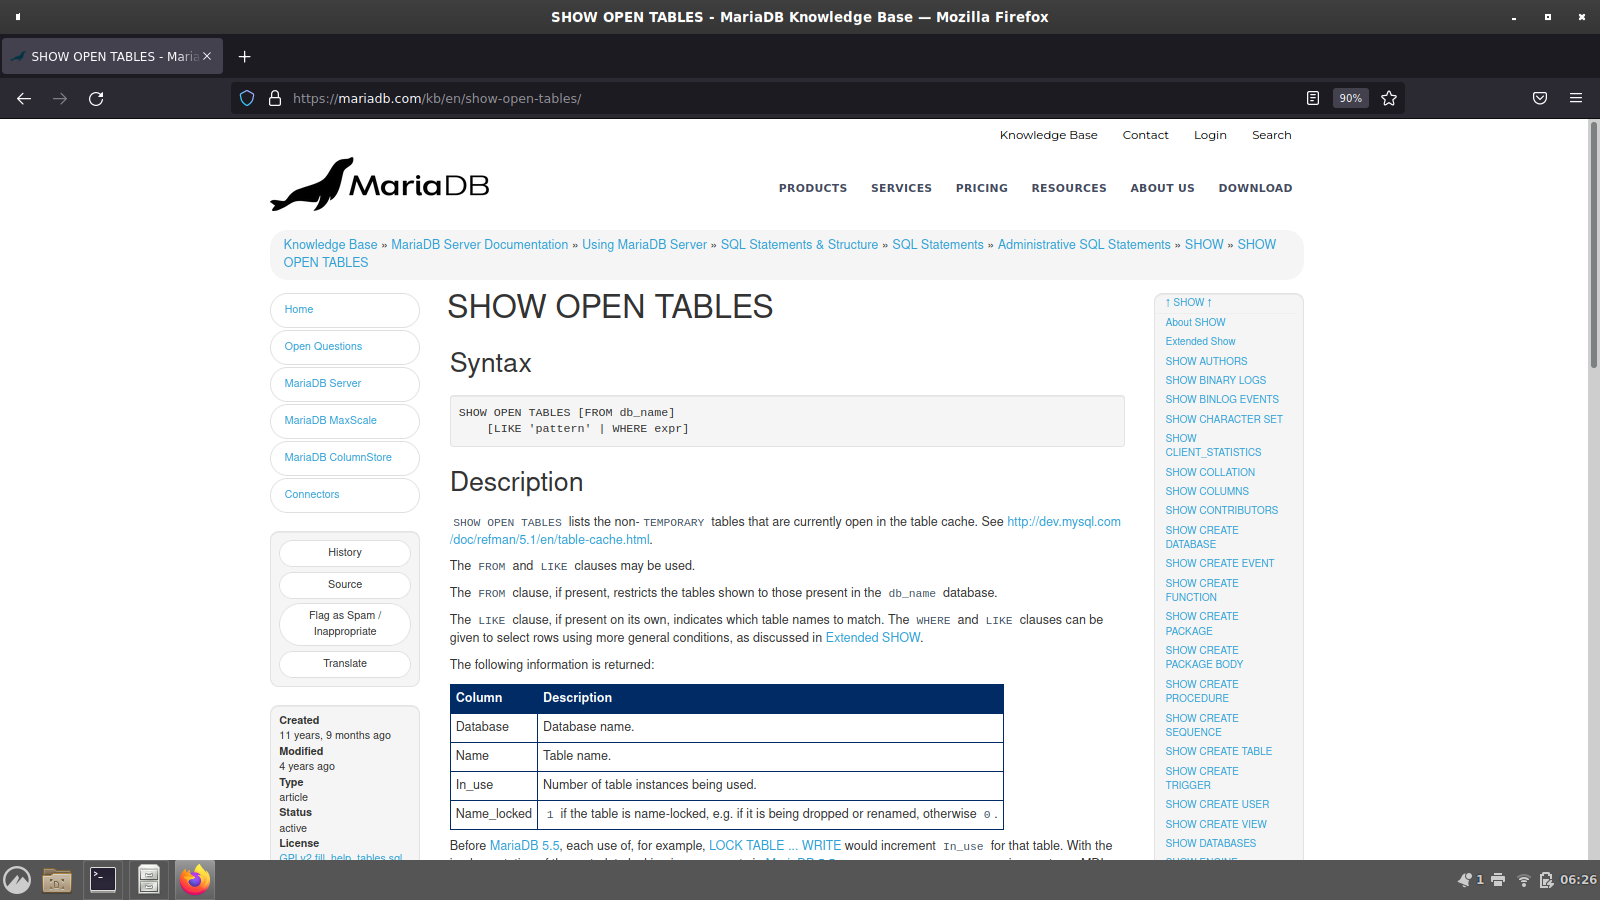 SHOW OPEN TABLES - MariaDB Knowledge Base — Mozilla Firefox
SHOW OPEN TABLES - Maria
https://mariadb.com/kb/en/show-open-tables/
90%
Knowledge Base Contact Login Search
MariaDB
PRODUCTS SERVICES PRICING RESOURCES ABOUT US DOWNLOAD
Knowledge Base » MariaDB Server Documentation » Using MariaDB Server » SQL Statements & Structure » SQL Statements » Administrative SQL Statements » SHOW » SHOW
OPEN TABLES
Home
Open Questions
MariaDB Server
MariaDB MaxScale
MariaDB ColumnStore
Connectors
History
Source
Flag as Spam /
Inappropriate
Translate
Created
11 years, 9 months ago
Modified
4 years ago
Type
article
Status
active
License
GPLv2 fill_help_tables.sql
SHOW OPEN TABLES
Syntax
SHOW OPEN TABLES [FROM db_name]
[LIKE 'pattern' | WHERE expr]
Description
SHOW OPEN TABLES lists the non- TEMPORARY tables that are currently open in the table cache. See http://dev.mysql.com
/doc/refman/5.1/en/table-cache.html.
The FROM and LIKE clauses may be used.
The FROM clause, if present, restricts the tables shown to those present in the db_name database.
The LIKE clause, if present on its own, indicates which table names to match. The WHERE and LIKE clauses can be
given to select rows using more general conditions, as discussed in Extended SHOW.
The following information is returned:
Column Description
Database Database name.
Name Table name.
In_use Number of table instances being used.
Name_locked 1 if the table is name-locked, e.g. if it is being dropped or renamed, otherwise 0 .
Before MariaDB 5.5, each use of, for example, LOCK TABLE ... WRITE would increment In_use for that table. With the
↑ SHOW ↑
About SHOW
Extended Show
SHOW AUTHORS
SHOW BINARY LOGS
SHOW BINLOG EVENTS
SHOW CHARACTER SET
SHOW
CLIENT_STATISTICS
SHOW COLLATION
SHOW COLUMNS
SHOW CONTRIBUTORS
SHOW CREATE
DATABASE
SHOW CREATE EVENT
SHOW CREATE
FUNCTION
SHOW CREATE
PACKAGE
SHOW CREATE
PACKAGE BODY
SHOW CREATE
PROCEDURE
SHOW CREATE
SEQUENCE
SHOW CREATE TABLE
SHOW CREATE
TRIGGER
SHOW CREATE USER
SHOW CREATE VIEW
SHOW DATABASES
1
06:26